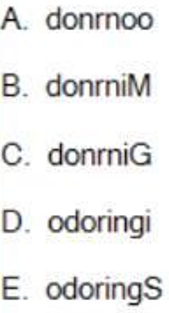 A. donrnoo
B. donrniM
C. donrniG
D. odoringi
E. odoringS